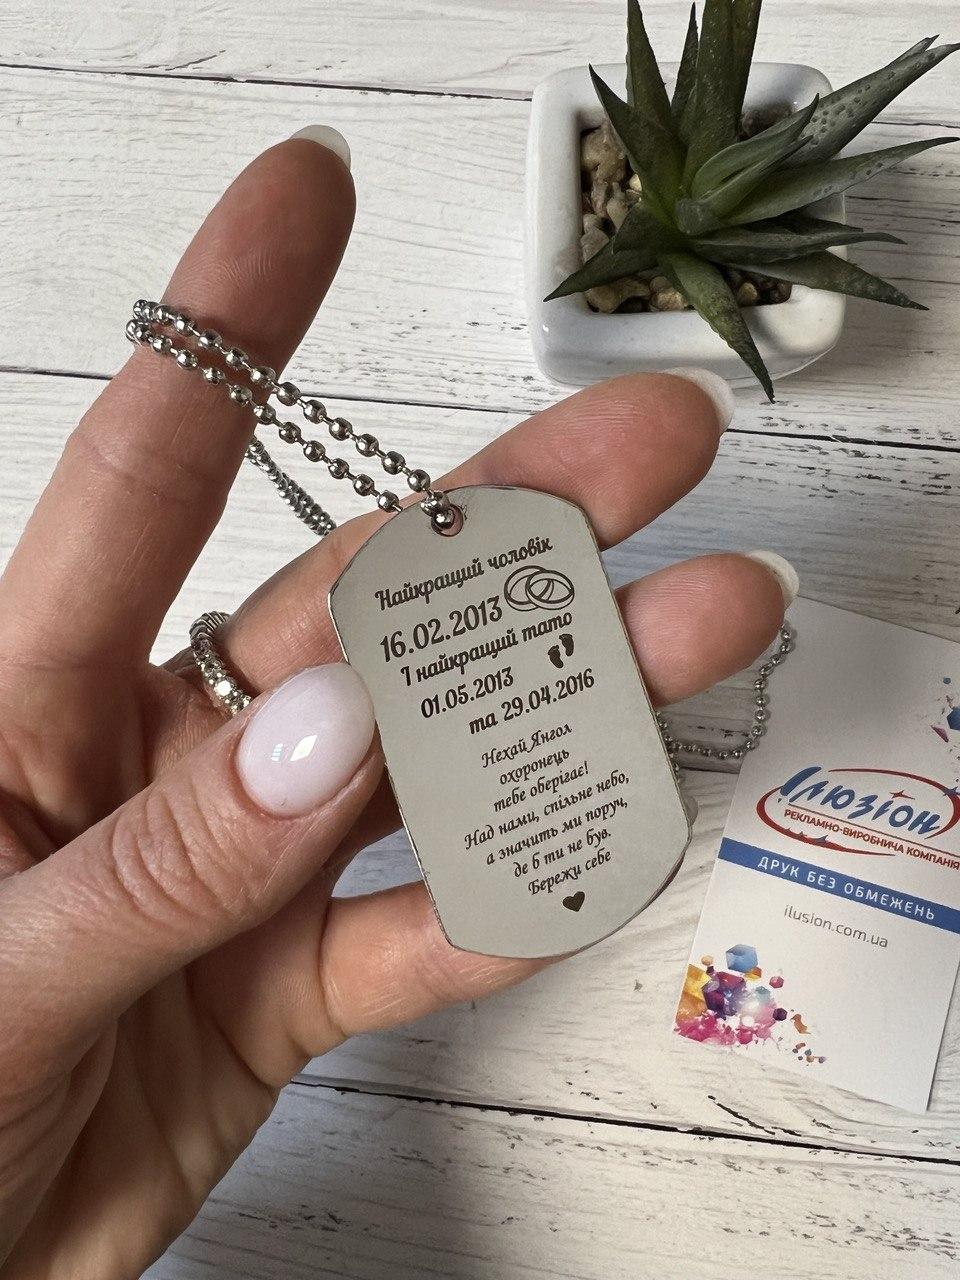 Найкращий чоловік
16.02.2013
І найкращий тато
01.05.2013
та 29.04.2016
Нехай Янгол
охоронець
тебе оберігає!
Над нами, спільне небо,
а значить ми поруч,
де б ти не був.
Бережи себе
Ілюзіон
РЕКЛАМНО-ВИРОБНИЧА КОМПАНІЯ
ДРУК БЕЗ ОБМЕЖЕНЬ
ilusion.com.ua